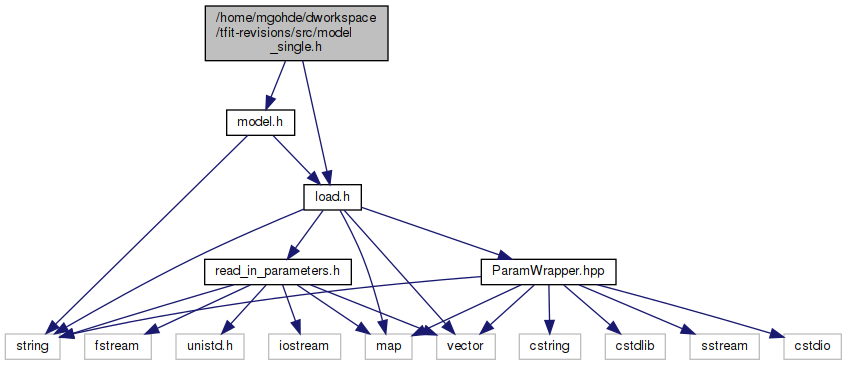 /home/mgohde/dworkspace
/tfit-revisions/src/model
_single.h
model.h
load.h
read_in_parameters.h
ParamWrapper.hpp
string
fstream
unistd.h
iostream
map
vector
cstring
cstdlib
sstream
cstdio